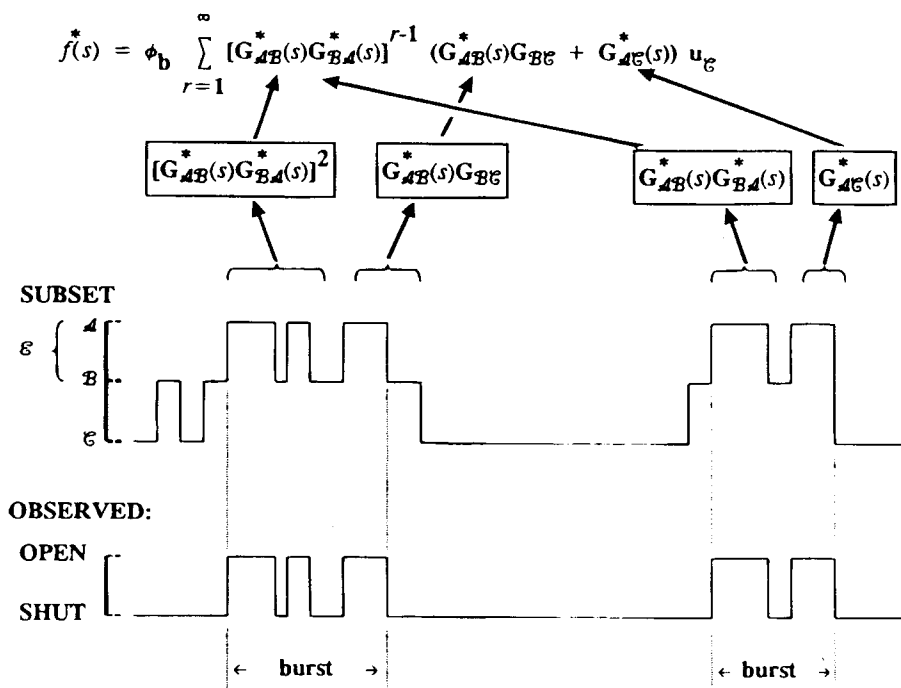 f*(s) = ϕb ∑ r=1 ∞ [G*𝒜ℬ(s)G*ℬ𝒜(s)]^r-1 (G*𝒜ℬ(s)Gℬ𝒞 + G*𝒜𝒞(s)) u𝒞
[G*𝒜ℬ(s)G*ℬ𝒜(s)]² G*𝒜ℬ(s)Gℬ𝒞 G*𝒜ℬ(s)G*ℬ𝒜(s) G*𝒜𝒞(s)
SUBSET
𝒜
ℰ
ℬ
𝒞
OBSERVED:
OPEN
SHUT
← burst → ← burst →